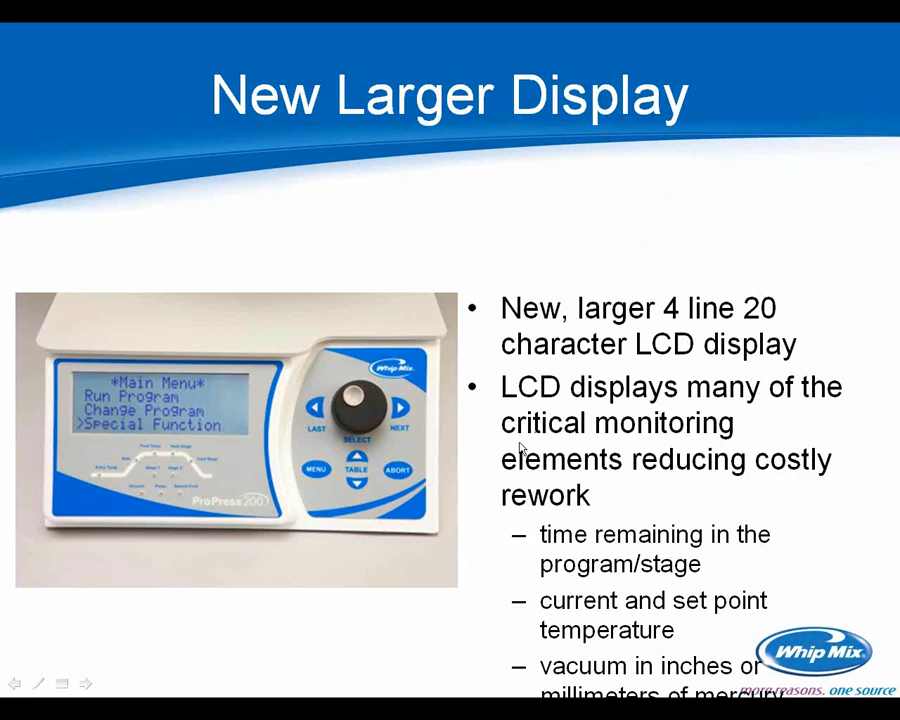 New Larger Display
• New, larger 4 line 20
character LCD display
• LCD displays many of the
critical monitoring
elements reducing costly
rework
– time remaining in the
program/stage
– current and set point
temperature
– vacuum in inches or
millimeters of mercury
*Main Menu*
Run Program
Change Program
>Special Function
ProPress 200
Whip Mix
LAST
NEXT
SELECT
MENU
TABLE
ABORT
Whip Mix
more reasons. one source